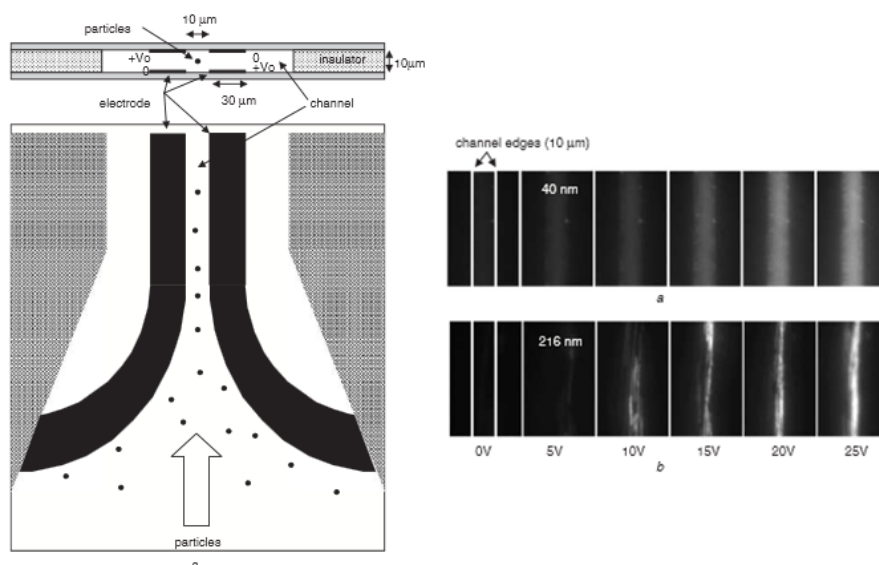 10 μm
particles
+Vo
0
0
+Vo
insulator
10μm
electrode
30 μm
channel
particles
channel edges (10 μm)
40 nm
a
216 nm
0V
5V
10V
15V
20V
25V
b